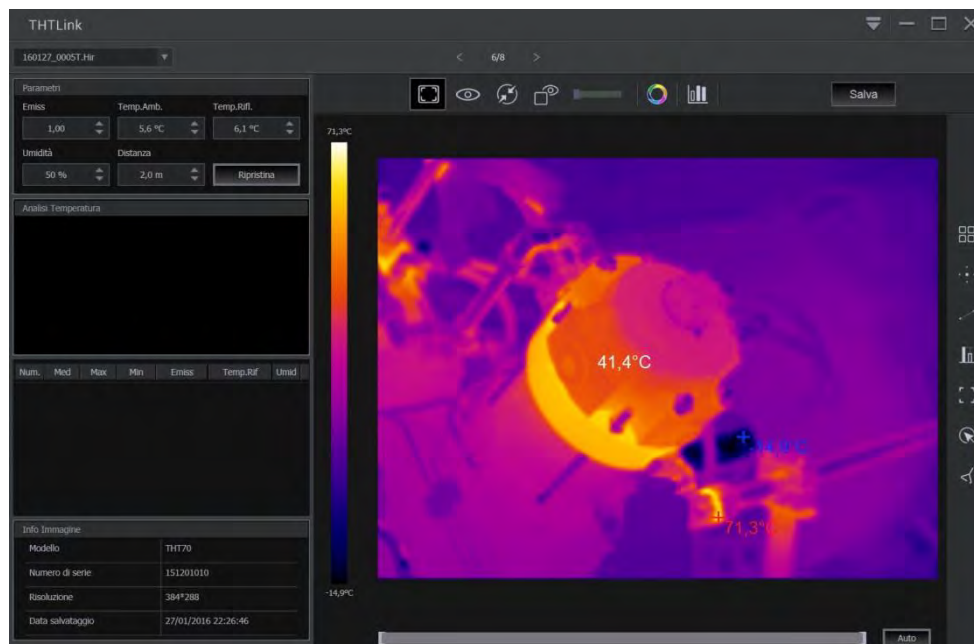 THTLink
160127_0005T.Hir
< 6/8 >
Parametri
Emiss Temp.Amb. Temp.Rifl.
1,00 5,6 °C 6,1 °C
Umidità Distanza
50 % 2,0 m Ripristina
Salva
Analisi Temperatura
71,3ºC
41,4°C
71,3°C
-14,9ºC
Num. Med Max Min Emiss Temp.Rif Umid
Info Immagine
Modello THT70
Numero di serie 151201010
Risoluzione 384*288
Data salvataggio 27/01/2016 22:26:46
Auto